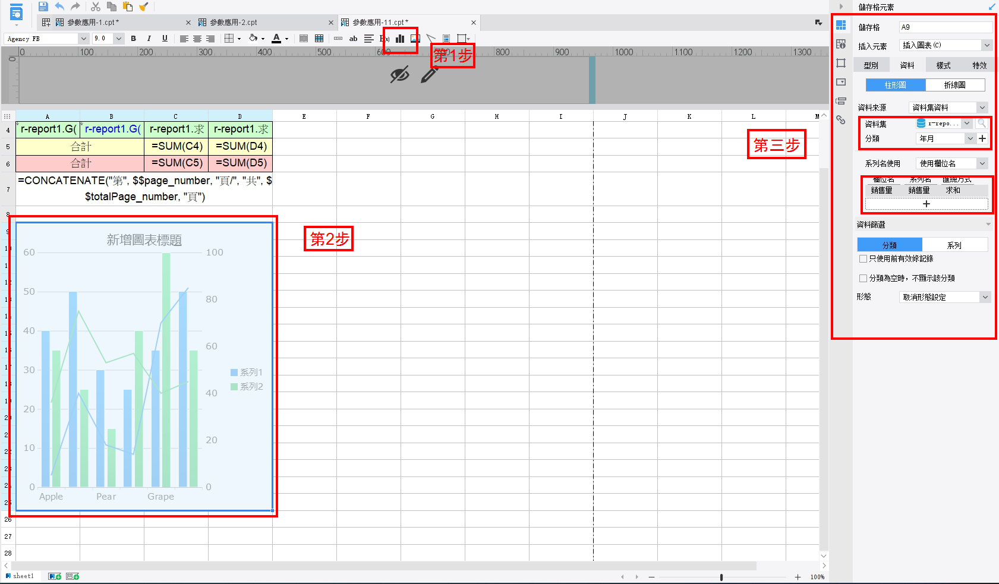 參數應用-1.cpt *
參數應用-2.cpt
參數應用-11.cpt *
Agency FB
9.0
B
I
U
ab
第1步
0
100
200
300
400
500
600
800
900
1000
1100
1200
1300
0
A B C D E F G H I J K L M
4 r-report1.G( r-report1.G( r-report1.求 r-report1.求
5 合計 =SUM(C4) =SUM(D4)
6 合計 =SUM(C5) =SUM(D5)
7 =CONCATENATE("第", $$page_number, "頁/", "共", $
$totalPage_number, "頁")
8
26
27
28
第2步
第三步
新增圖表標題
60
50
40
30
20
10
0
100
80
60
40
20
0
系列1
系列2
Apple Pear Grape
sheet1
100%
儲存格元素
儲存格 A9
插入元素 插入圖表(C)
型別 資料 樣式 特效
柱形圖 折線圖
資料來源 資料集資料
資料集 r-repo...
分類 年月
系列名使用 使用欄位名
欄位名 系列名 匯總方式
銷售量 銷售量 求和
+
資料篩選
分類 系列
只使用前有效條記錄
分類為空時，不顯示該分類
形態 取消形態設定